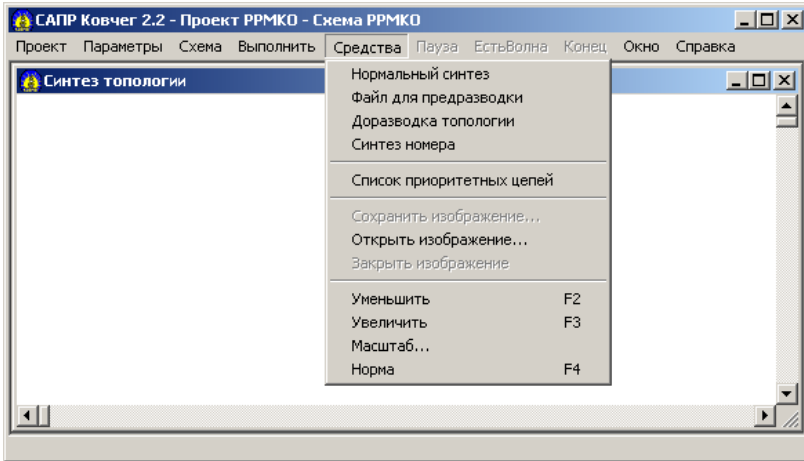 САПР Ковчег 2.2 - Проект РРМКО - Схема РРМКО
Проект Параметры Схема Выполнить Средства Пауза ЕстьВолна Конец Окно Справка
Синтез топологии
Нормальный синтез
Файл для предразводки
Доразводка топологии
Синтез номера
Список приоритетных цепей
Сохранить изображение...
Открыть изображение...
Закрыть изображение
Уменьшить F2
Увеличить F3
Масштаб...
Норма F4